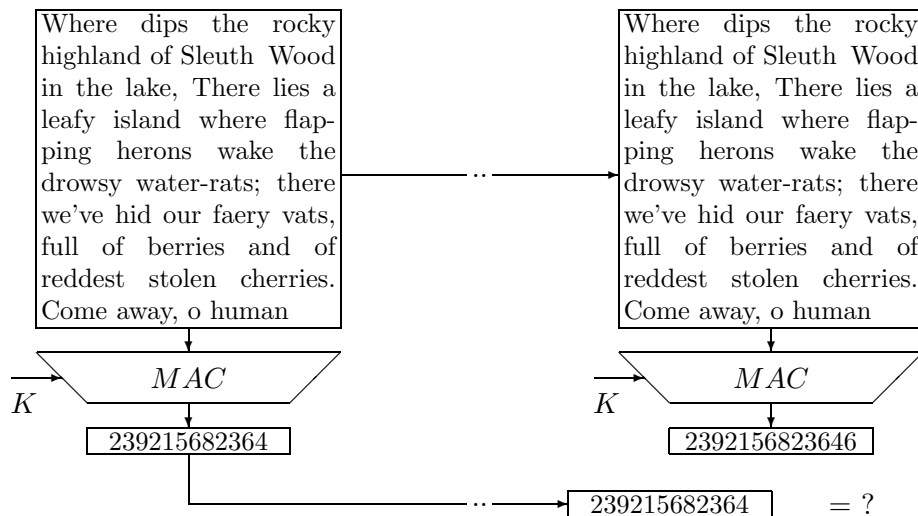 Where dips the rocky
highland of Sleuth Wood
in the lake, There lies a
leafy island where flap-
ping herons wake the
drowsy water-rats; there
we've hid our faery vats,
full of berries and of
reddest stolen cherries.
Come away, o human
..
Where dips the rocky
highland of Sleuth Wood
in the lake, There lies a
leafy island where flap-
ping herons wake the
drowsy water-rats; there
we've hid our faery vats,
full of berries and of
reddest stolen cherries.
Come away, o human
K
MAC
K
MAC
239215682364
2392156823646
..
239215682364
= ?